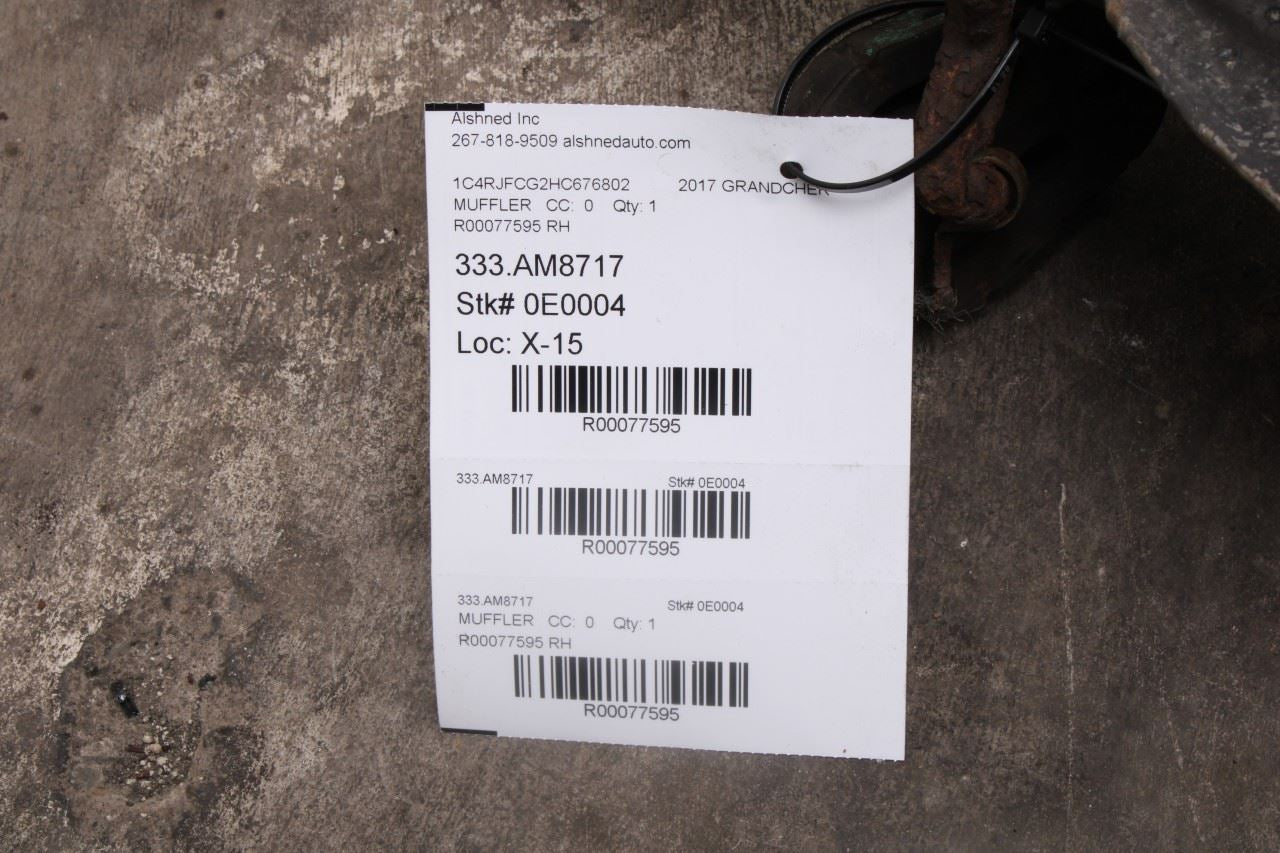 Alshned Inc
267-818-9509 alshnedauto.com
1C4RJFCG2HC676802 2017 GRANDCHER
MUFFLER CC: 0 Qty: 1
R00077595 RH
333.AM8717
Stk# 0E0004
Loc: X-15
R00077595
333.AM8717 Stk# 0E0004
R00077595
333.AM8717 Stk# 0E0004
MUFFLER CC: 0 Qty: 1
R00077595 RH
R00077595